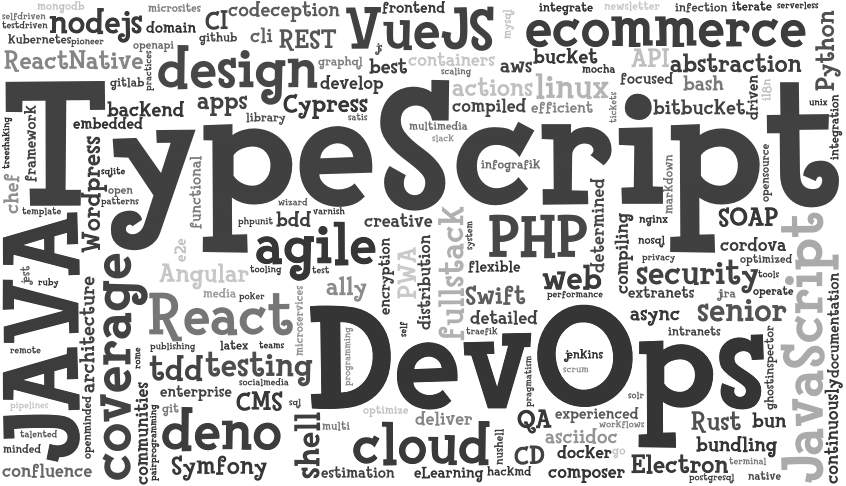 mongodb
selfdriven
testdriven
nodejs
microsites
domain
CI
github
codeception
cli
REST
VueJS
js
frontend
mysql
integrate
newsletter
infection
iterate
serverless
ecommerce
Python
kubernetes
pioneer
openapi
ReactNative
practices
design
graphql
best
containers
scaling
aws
bucket
mocha
API
abstraction
focused
gitlab
develop
actions
linux
bash
driven
i18n
backend
apps
Cypress
compiled
efficient
tickets
bitbucket
unix
integration
embedded
library
satis
multimedia
slack
framework
treeshaking
TypeScript
infografik
markdown
opensource
chef
template
Wordpress
sqlite
open
patterns
functional
wizard
phpunit
bdd
varnish
creative
fullstack
system
PHP
determined
compiling
nginx
nosql
privacy
SOAP
cordova
optimized
JAVA
jest
ruby
e2e
agile
tooling
test
encryption
PWA
distribution
flexible
web
performance
security
tools
JavaScript
Angular
media
poker
ally
extranets
jira
operate
coverage
architecture
React
microservices
Swift
detailed
traefik
self
async
senior
intranets
remote
rome
publishing
latex
teams
tdd
testing
programming
DevOps
jenkins
scrum
pragmatism
ghostinspector
documentation
continuously
enterprise
socialmedia
CMS
sql
solr
pipelines
openminded
communities
pairprogramming
git
deno
shell
multi
optimize
deliver
QA
experienced
workflows
Rust
bun
talented
minded
cloud
nushell
asciidoc
bundling
confluence
Symfony
estimation
eLearning
hackmd
CD
docker
go
composer
Electron
terminal
postgresql
native